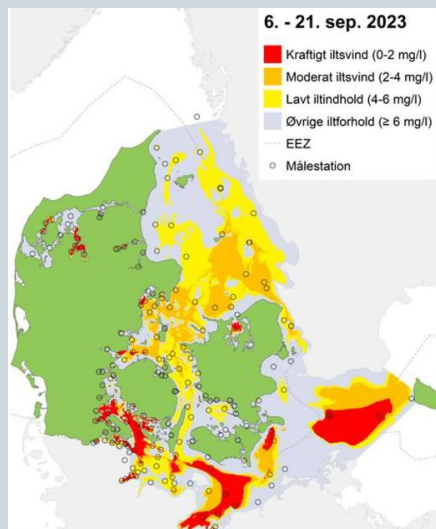 6. - 21. sep. 2023
Kraftigt iltsvind (0-2 mg/l)
Moderat iltsvind (2-4 mg/l)
Lavt iltindhold (4-6 mg/l)
Øvrige iltforhold (≥ 6 mg/l)
EEZ
Målestation